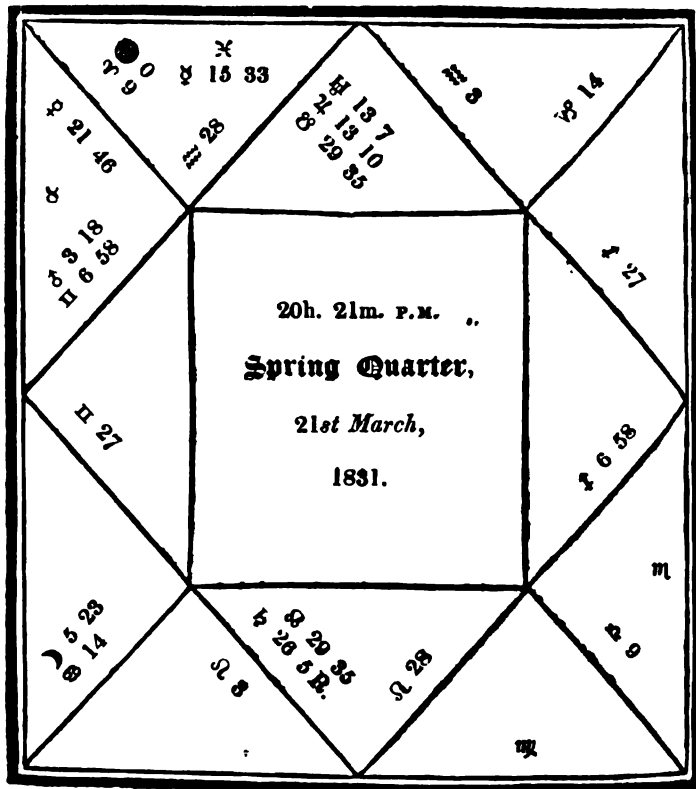 ● 0
♈ 9
♓
☿ 15 33
♒ 28
♅ 13 7
♃ 13 10
☋ 29 35
♒ 3
♑ 14
♀ 21 46
♉
♂ 3 18
♊ 6 58
♐ 27
20h. 21m. P.M.
Spring Quarter,
21st March,
1831.
♊ 27
♐ 6 58
♏
☽ 5 23
♋ 14
♌ 3
☊ 29 35
♄ 26 5 R.
♌ 28
♎ 9
♍